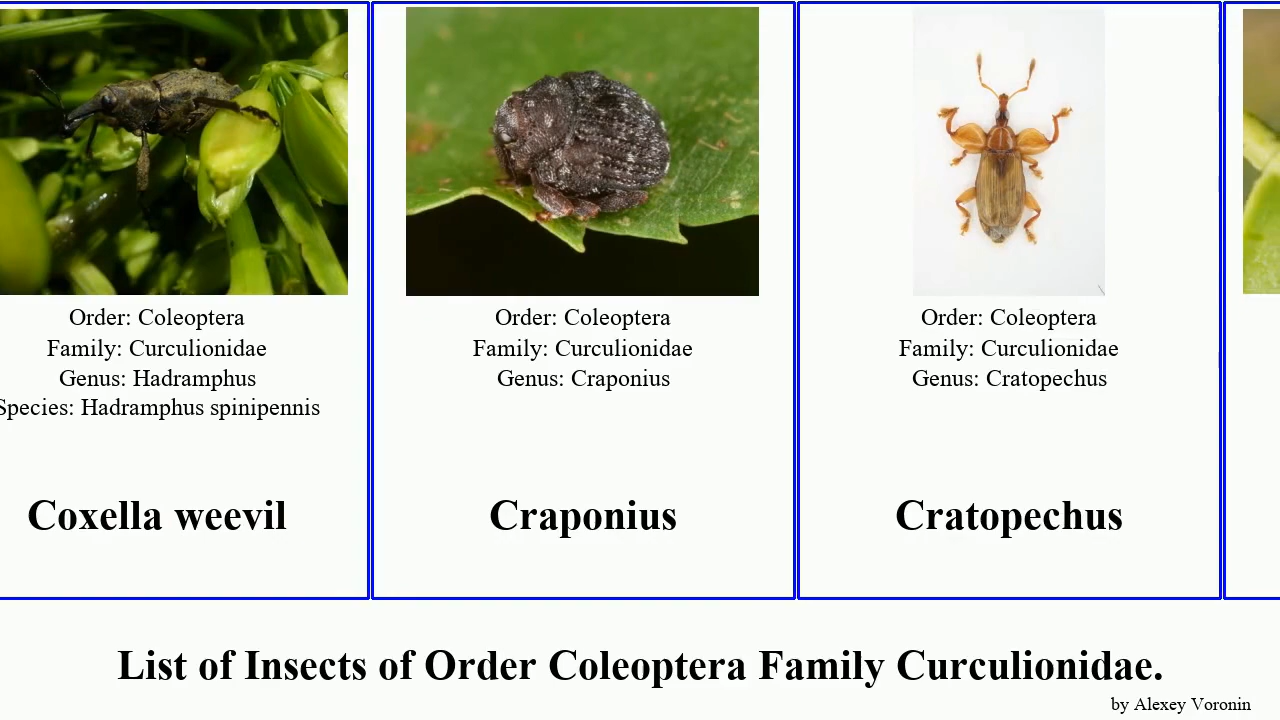 Order: Coleoptera
Family: Curculionidae
Genus: Hadramphus
Species: Hadramphus spinipennis
Coxella weevil
Order: Coleoptera
Family: Curculionidae
Genus: Craponius
Craponius
Order: Coleoptera
Family: Curculionidae
Genus: Cratopechus
Cratopechus
List of Insects of Order Coleoptera Family Curculionidae.
by Alexey Voronin